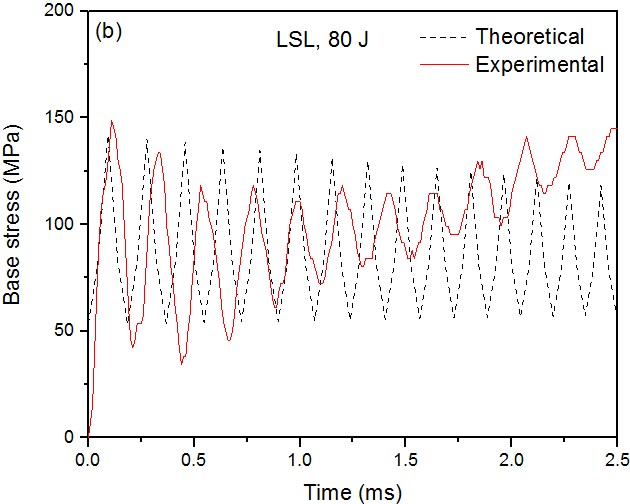 200
(b)
LSL, 80 J
Theoretical
Experimental
150
Base stress (MPa)
100
50
0
0.0 0.5 1.0 1.5 2.0 2.5
Time (ms)